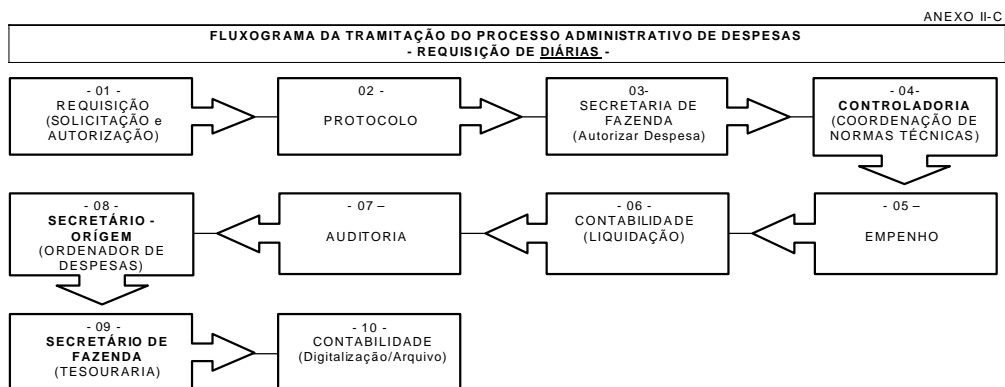 ANEXO II-C
FLUXOGRAMA DA TRAMITAÇÃO DO PROCESSO ADMINISTRATIVO DE DESPESAS
- REQUISIÇÃO DE DIÁRIAS -
- 01 -
REQUISIÇÃO
(SOLICITAÇÃO e
AUTORIZAÇÃO)
02 -
PROTOCOLO
03-
SECRETARIA DE
FAZENDA
(Autorizar Despesa)
- 04-
CONTROLADORIA
(COORDENAÇÃO DE
NORMAS TÉCNICAS)
- 05 –
EMPENHO
- 06 -
CONTABILIDADE
(LIQUIDAÇÃO)
- 07 –
AUDITORIA
- 08 -
SECRETÁRIO -
ORÍGEM
(ORDENADOR DE
DESPESAS)
- 09 -
SECRETÁRIO DE
FAZENDA
(TESOURARIA)
- 10 -
CONTABILIDADE
(Digitalização/Arquivo)